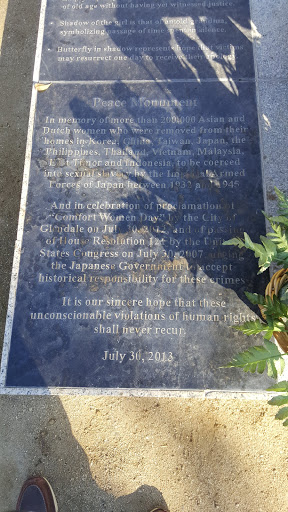 of old age without having yet witnessed justice.
• Shadow of the girl is that of an old grandma,
symbolizing passage of time spent in silence.
• Butterfly in shadow represents hope that victims
may resurrect one day to receive their
Peace Monument
In memory of more than 200,000 Asian and
Dutch women who were removed from their
homes in Korea, China, Taiwan, Japan, the
Philippines, Thailand, Vietnam, Malaysia,
East Timor and Indonesia, to be coerced
into sexual slavery by the Imperial Armed
Forces of Japan between 1932 and 1945.
And in celebration of proclamation of
“Comfort Women Day” by the City of
Glendale on July 30, 2012, and of passing
of House Resolution 121 by the United
States Congress on July 30, 2007, urging
the Japanese Government to accept
historical responsibility for these crimes.
It is our sincere hope that these
unconscionable violations of human rights
shall never recur.
July 30, 2013